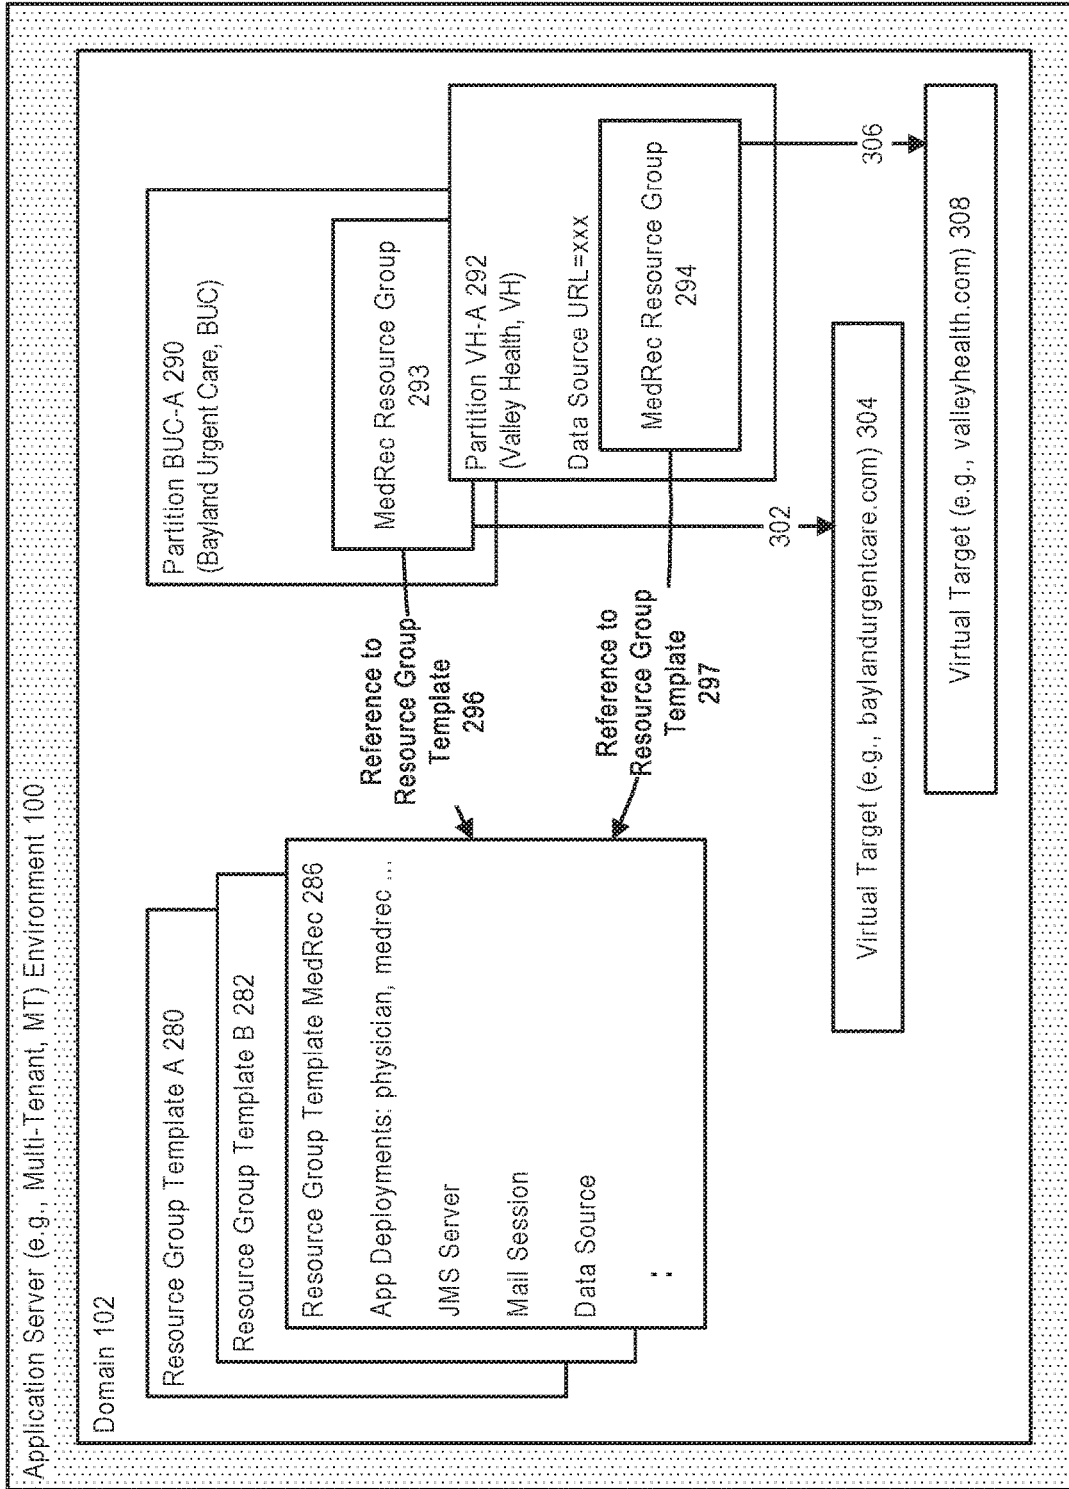 Application Server (e.g., Multi-Tenant, MT) Environment 100
Domain 102
Resource Group Template A 280
Resource Group Template B 282
Resource Group Template MedRec 286
App Deployments: physician, medrec ...
JMS Server
Mail Session
Data Source
:
Reference to
Resource Group
Template
296
Reference to
Resource Group
Template
297
Partition BUC-A 290
(Bayland Urgent Care, BUC)
MedRec Resource Group
293
Partition VH-A 292
(Valley Health, VH)
Data Source URL=xxx
MedRec Resource Group
294
302
306
Virtual Target (e.g., baylandurgentcare.com) 304
Virtual Target (e.g., valleyhealth.com) 308